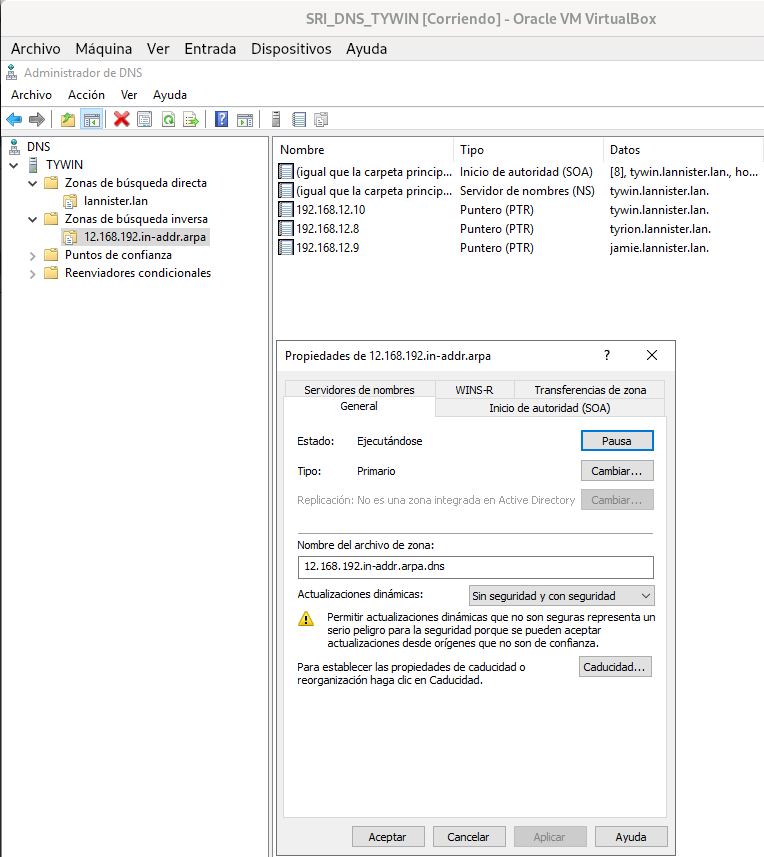 SRI_DNS_TYWIN [Corriendo] - Oracle VM VirtualBox
Archivo Máquina Ver Entrada Dispositivos Ayuda
Administrador de DNS
Archivo Acción Ver Ayuda
DNS
TYWIN
Zonas de búsqueda directa
lannister.lan
Zonas de búsqueda inversa
12.168.192.in-addr.arpa
Puntos de confianza
Reenviadores condicionales
Nombre Tipo Datos
(igual que la carpeta princip... Inicio de autoridad (SOA) [8], tywin.lannister.lan., ho...
(igual que la carpeta princip... Servidor de nombres (NS) tywin.lannister.lan.
192.168.12.10 Puntero (PTR) tywin.lannister.lan.
192.168.12.8 Puntero (PTR) tyrion.lannister.lan.
192.168.12.9 Puntero (PTR) jamie.lannister.lan.
Propiedades de 12.168.192.in-addr.arpa ?
Servidores de nombres WINS-R Transferencias de zona
General Inicio de autoridad (SOA)
Estado: Ejecutándose Pausa
Tipo: Primario Cambiar...
Replicación: No es una zona integrada en Active Directory Cambiar...
Nombre del archivo de zona:
12.168.192.in-addr.arpa.dns
Actualizaciones dinámicas: Sin seguridad y con seguridad
Permitir actualizaciones dinámicas que no son seguras representa un
serio peligro para la seguridad porque se pueden aceptar
actualizaciones desde orígenes que no son de confianza.
Para establecer las propiedades de caducidad o
reorganización haga clic en Caducidad.
Caducidad...
Aceptar Cancelar Aplicar Ayuda